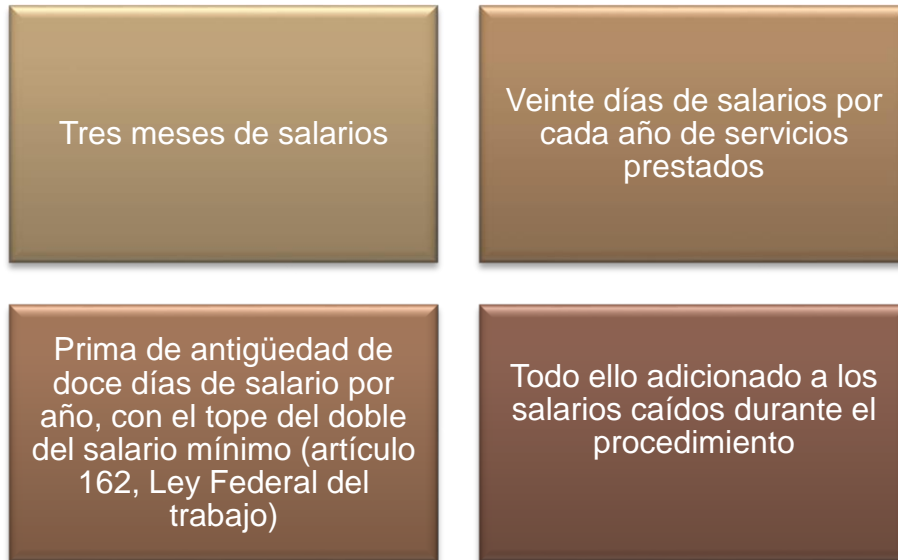 Tres meses de salarios
Veinte días de salarios por
cada año de servicios
prestados
Prima de antigüedad de
doce días de salario por
año, con el tope del doble
del salario mínimo (artículo
162, Ley Federal del
trabajo)
Todo ello adicionado a los
salarios caídos durante el
procedimiento